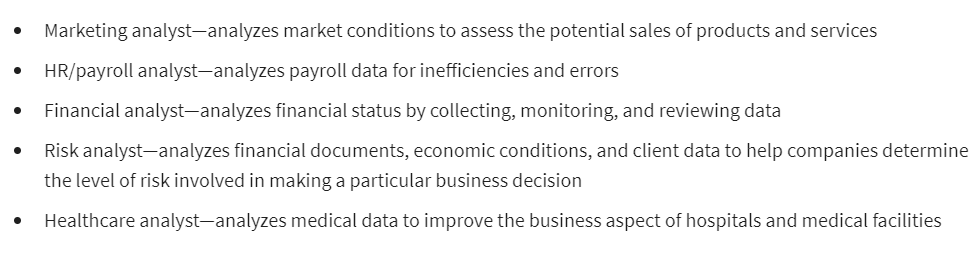 • Marketing analyst—analyzes market conditions to assess the potential sales of products and services
• HR/payroll analyst—analyzes payroll data for inefficiencies and errors
• Financial analyst—analyzes financial status by collecting, monitoring, and reviewing data
• Risk analyst—analyzes financial documents, economic conditions, and client data to help companies determine
the level of risk involved in making a particular business decision
• Healthcare analyst—analyzes medical data to improve the business aspect of hospitals and medical facilities